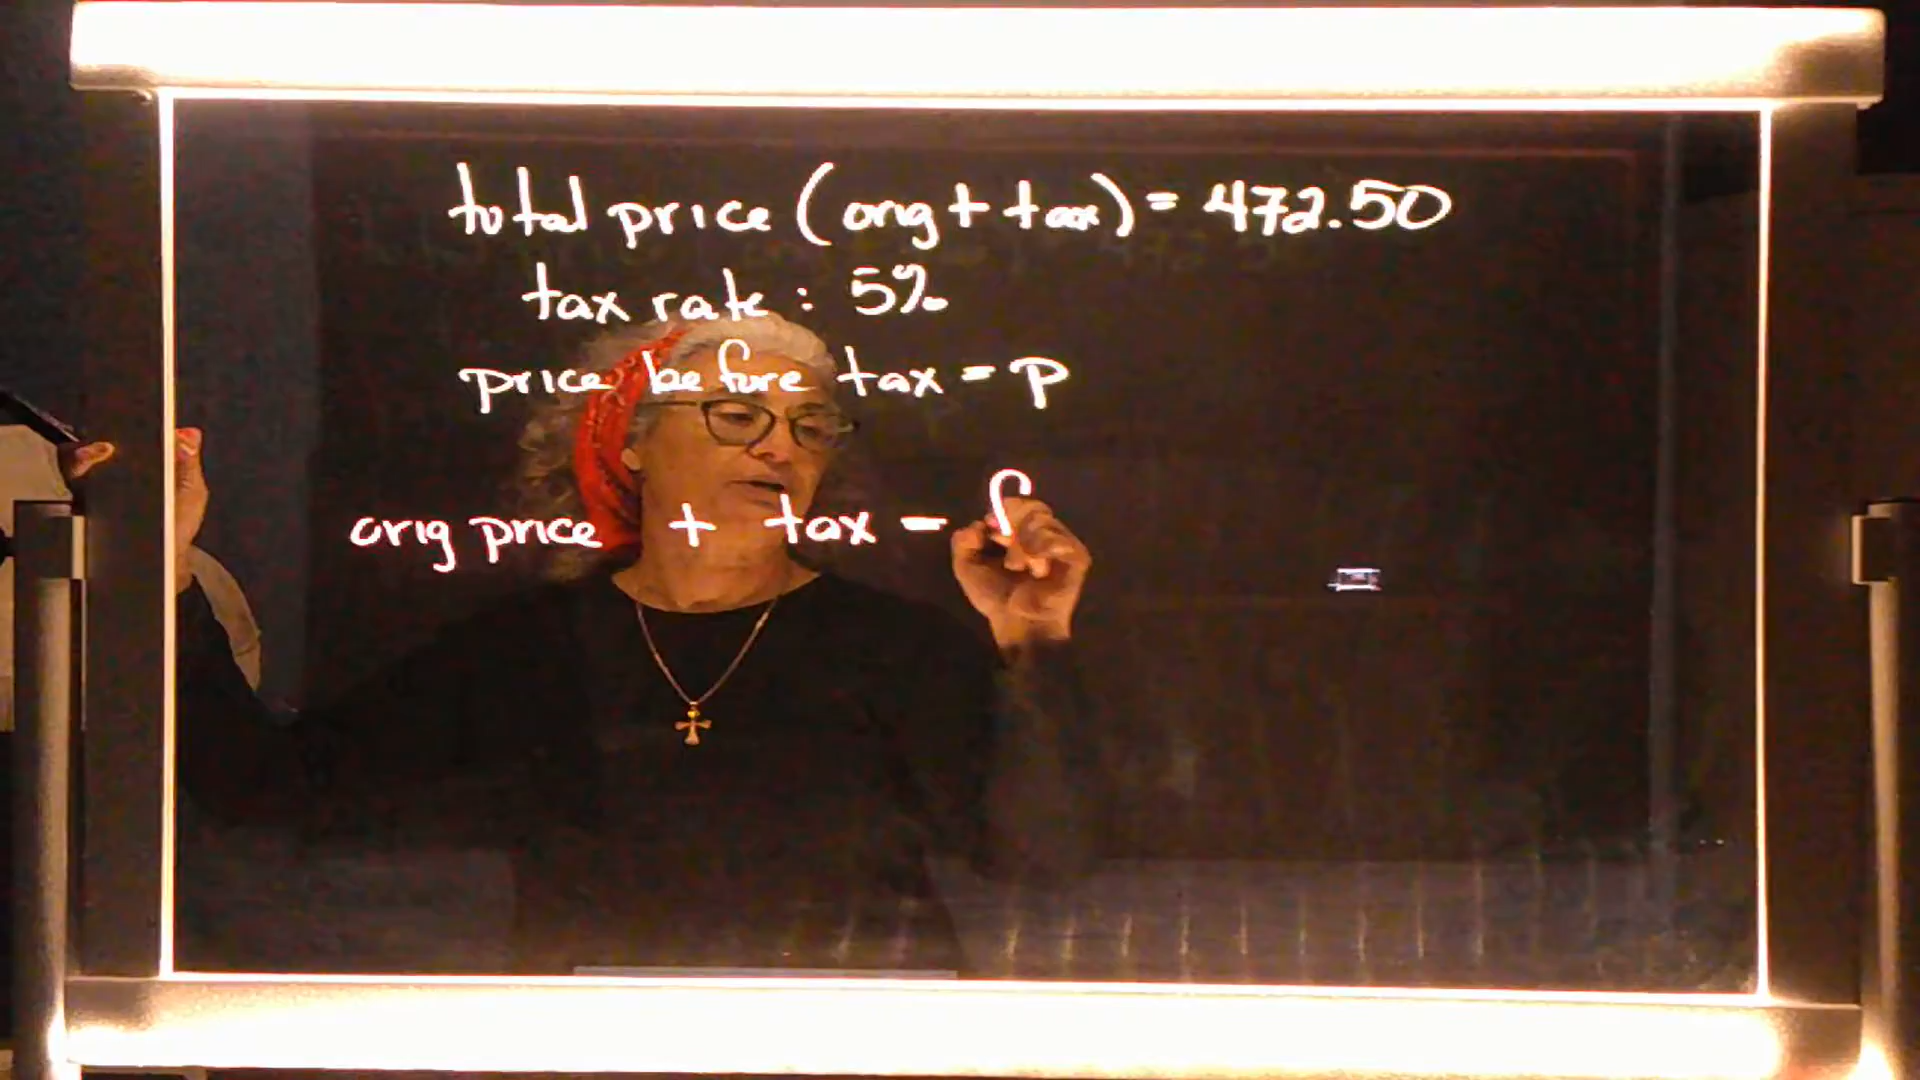 total price (orig + tax) = 472.50
tax rate : 5%
price before tax = p
orig price + tax = f